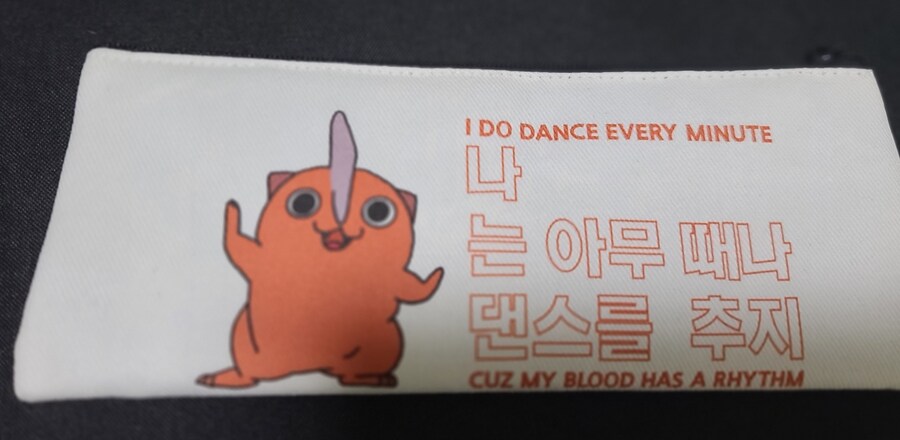 I DO DANCE EVERY MINUTE
나
는 아무 때나
댄스를 추지
CUZ MY BLOOD HAS A RHYTHM